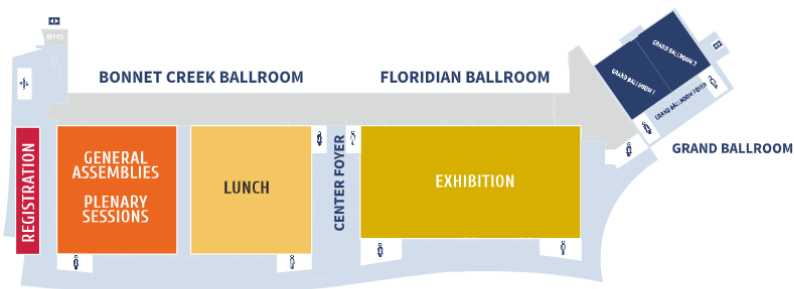 OFFICE
BONNET CREEK BALLROOM
FLORIDIAN BALLROOM
GRAND BALLROOM 1
GRAND BALLROOM 2
GRAND BALLROOM FOYER
GRAND BALLROOM
REGISTRATION
GENERAL
ASSEMBLIES
PLENARY
SESSIONS
LUNCH
CENTER FOYER
EXHIBITION